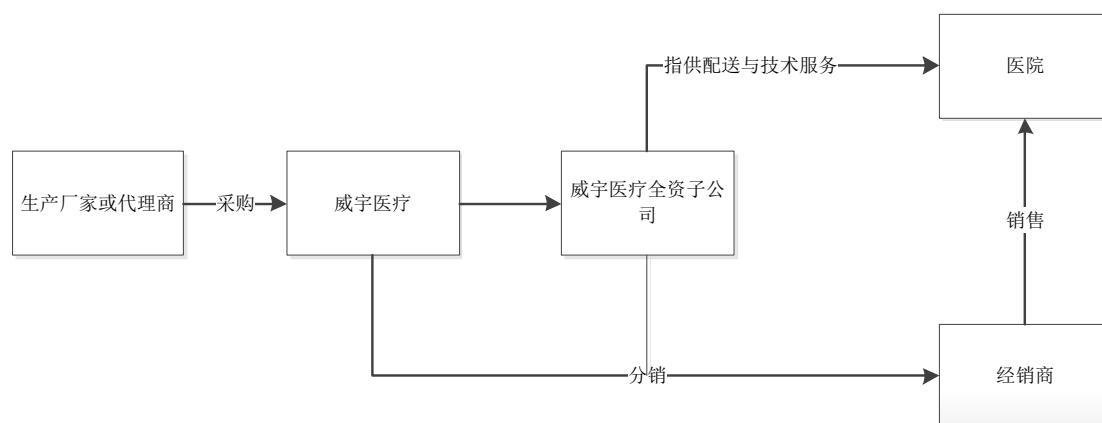 指供配送与技术服务
医院
生产厂家或代理商
采购
威宇医疗
威宇医疗全资子公
司
销售
分销
经销商